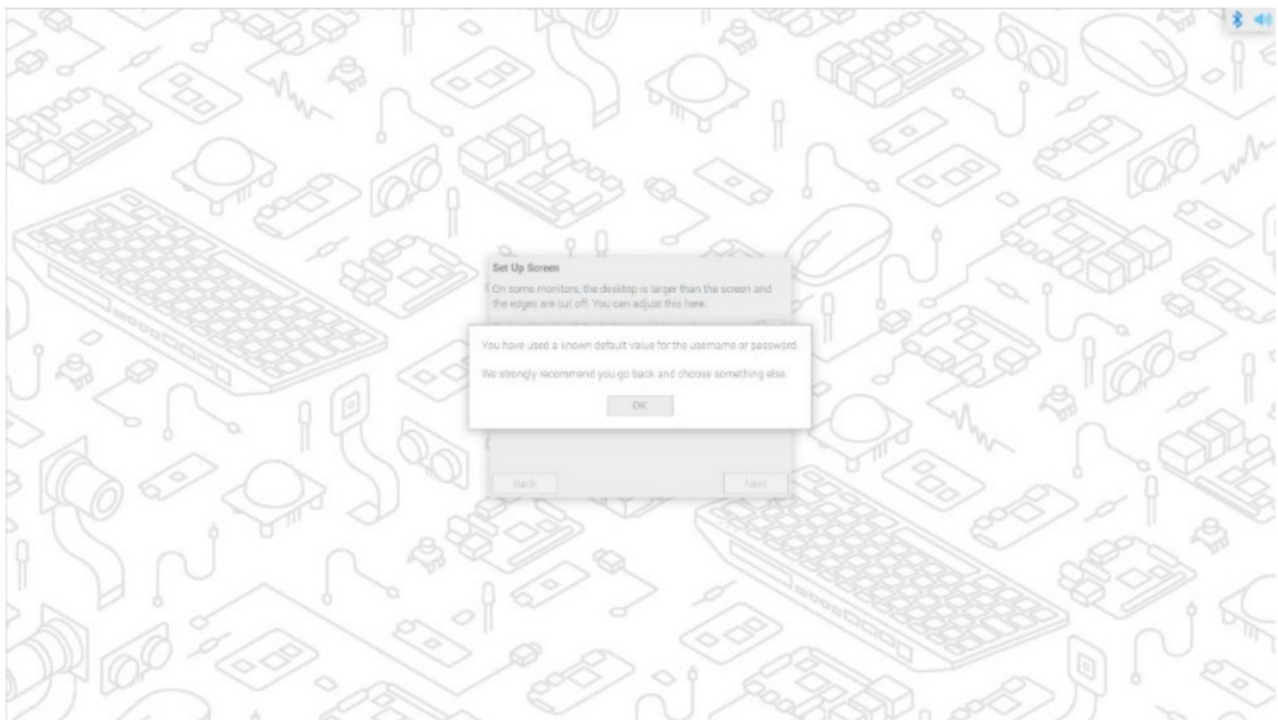 Set Up Screen
On some monitors, the desktop is larger than the screen and
the edges are cut off. You can adjust this here.
You have used a known default value for the username or password.
We strongly recommend you go back and choose something else.
OK
Back
Next